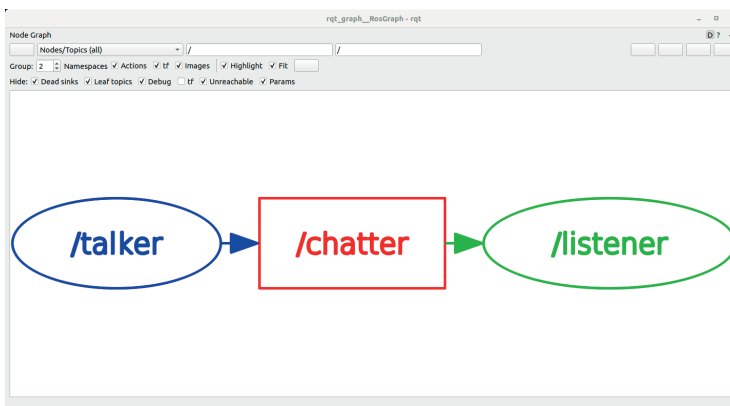 rqt_graph__RosGraph - rqt
Node Graph
D ?
Nodes/Topics (all) / /
Group: 2 Namespaces Actions tf Images Highlight Fit
Hide: Dead sinks Leaf topics Debug tf Unreachable Params
/talker /chatter /listener